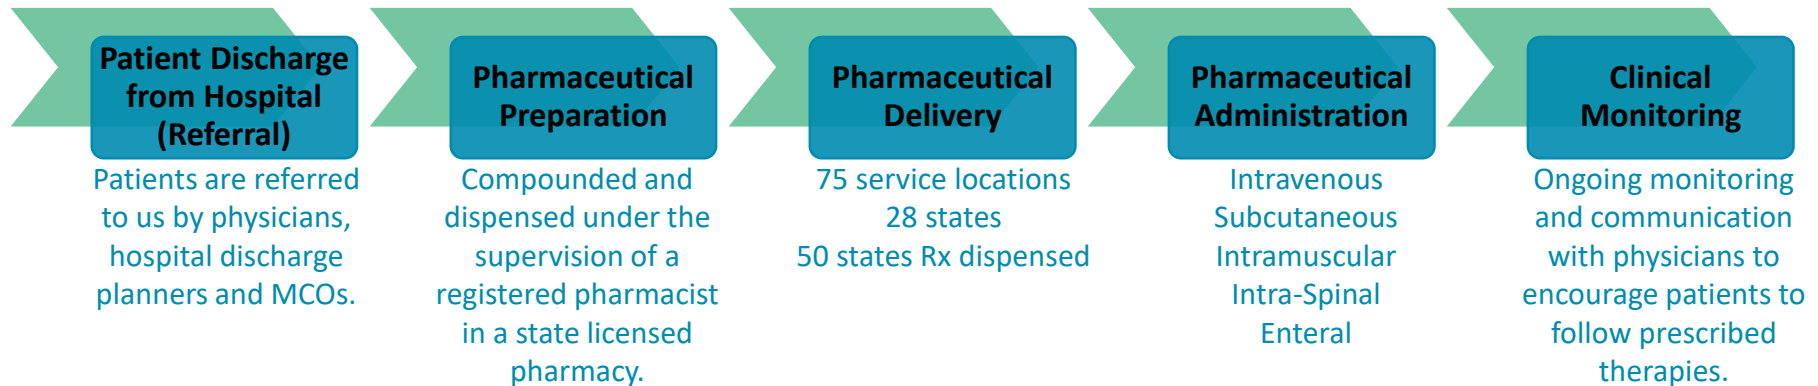 Patient Discharge
from Hospital
(Referral)
Patients are referred
to us by physicians,
hospital discharge
planners and MCOs.
Pharmaceutical
Preparation
Compounded and
dispensed under the
supervision of a
registered pharmacist
in a state licensed
pharmacy.
Pharmaceutical
Delivery
75 service locations
28 states
50 states Rx dispensed
Pharmaceutical
Administration
Intravenous
Subcutaneous
Intramuscular
Intra-Spinal
Enteral
Clinical
Monitoring
Ongoing monitoring
and communication
with physicians to
encourage patients to
follow prescribed
therapies.